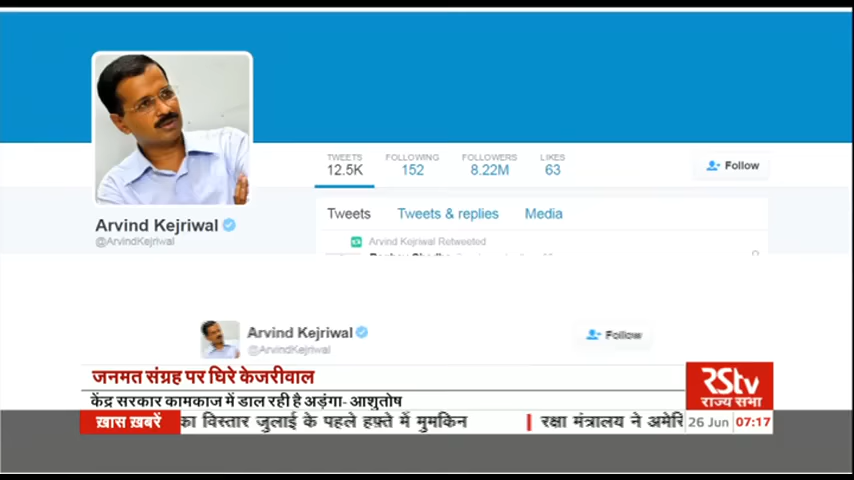 TWEETS FOLLOWING FOLLOWERS LIKES
12.5K 152 8.22M 63
Follow
Arvind Kejriwal
@ArvindKejriwal
Tweets Tweets & replies Media
Arvind Kejriwal Retweeted
Arvind Kejriwal
@ArvindKejriwal
Follow
जनमत संग्रह पर घिरे केजरीवाल
केंद्र सरकार कामकाज में डाल रही है अड़ंगा- आशुतोष
RSTV
राज्य सभा
ख़ास ख़बरें
का विस्तार जुलाई के पहले हफ़्ते में मुमकिन
रक्षा मंत्रालय ने अमेरि
26 Jun 07:17